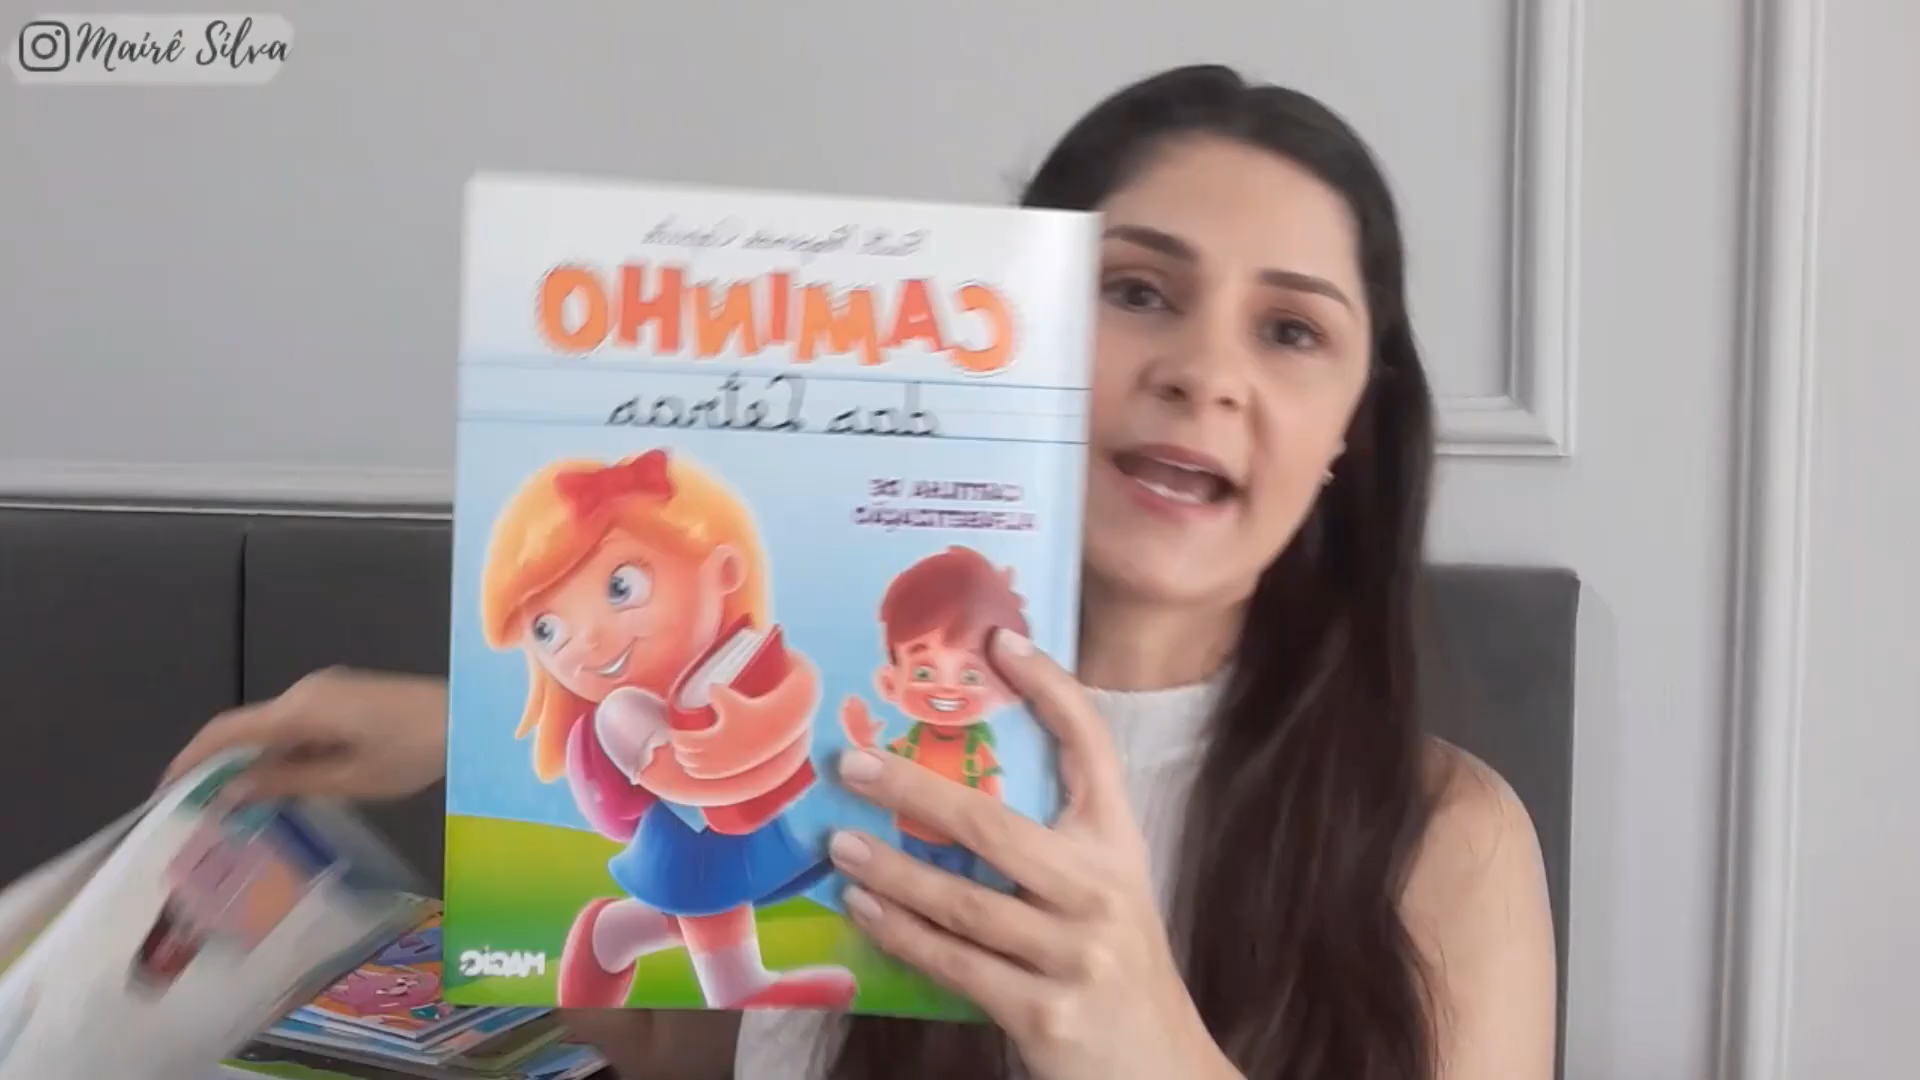 Mairê Silva
CAMINHO
das Letras
CARTILHA DE
ALFABETIZAÇÃO
MAGIC